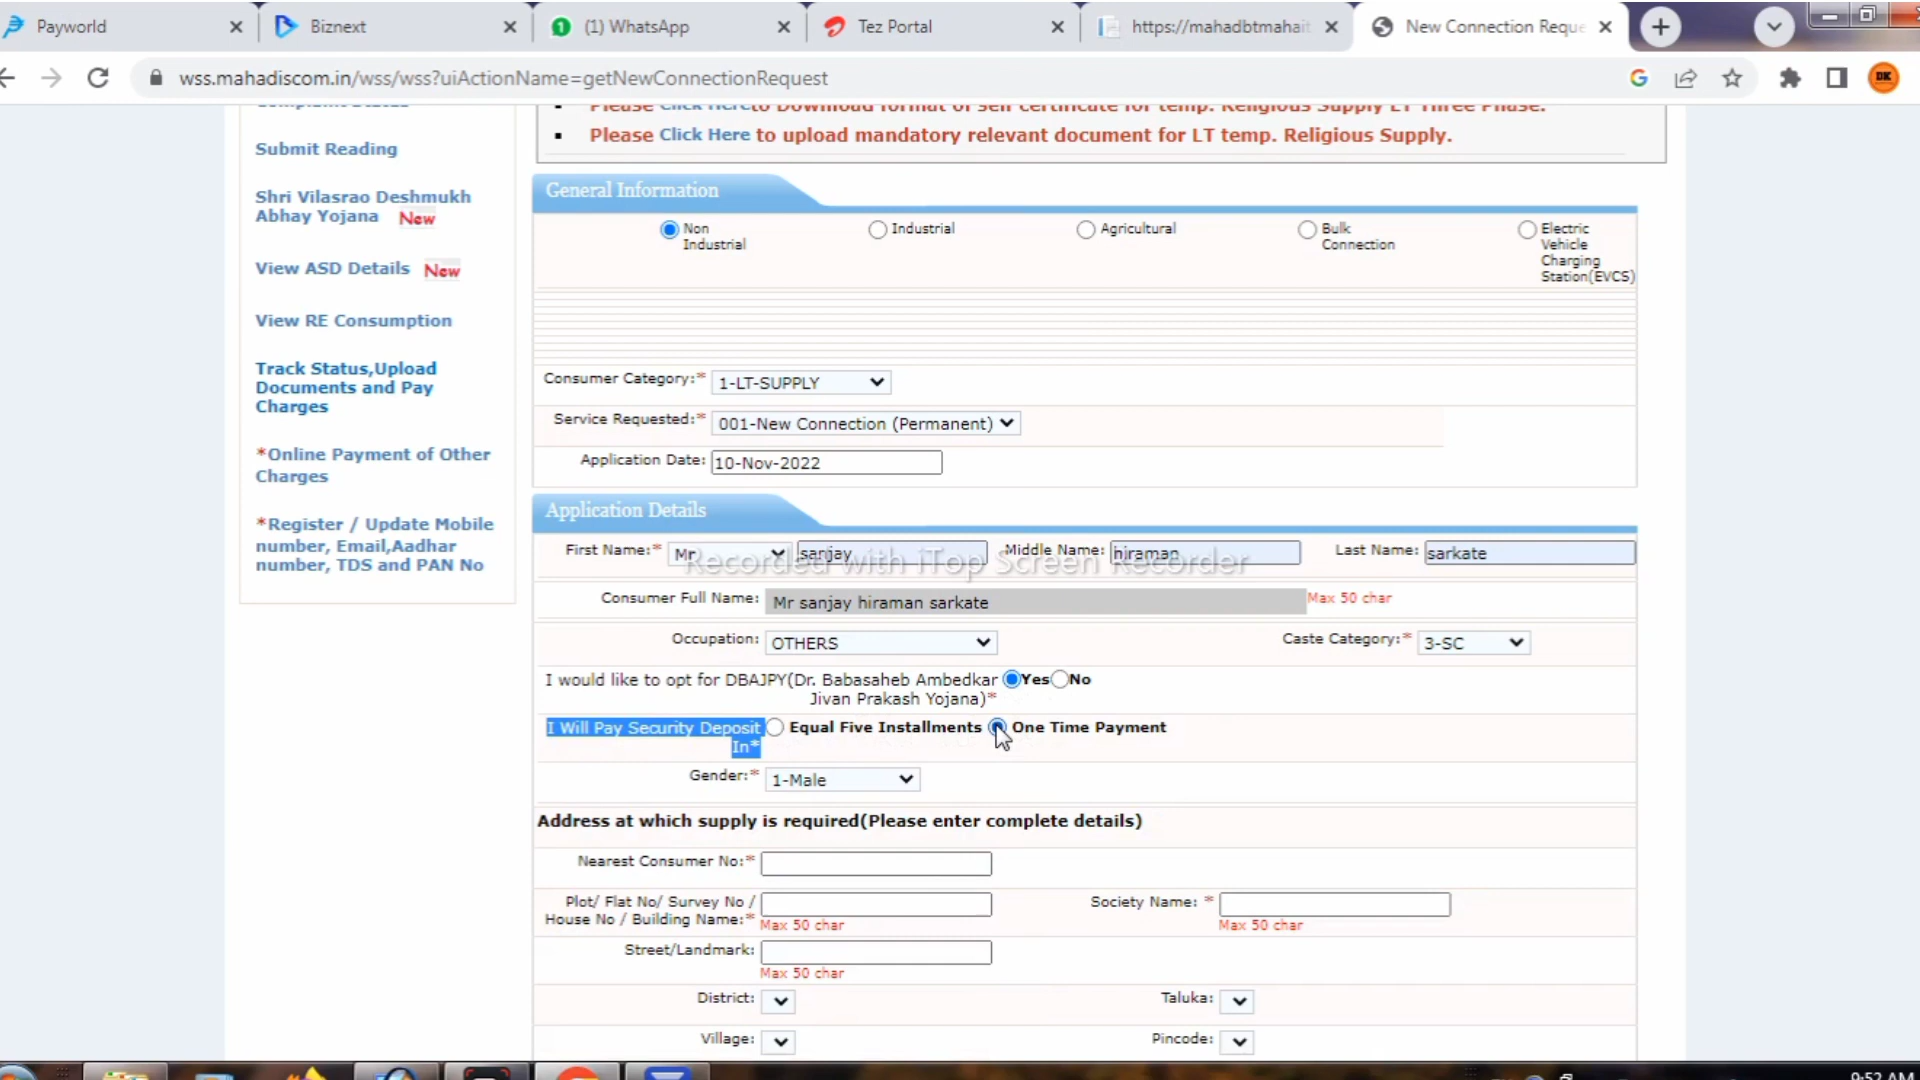 Payworld
Biznext
(1) WhatsApp
Tez Portal
https://mahadbtmahait
New Connection Reque
wss.mahadiscom.in/wss/wss?uiActionName=getNewConnectionRequest
DK
Submit Reading
Shri Vilasrao Deshmukh
Abhay Yojana New
View ASD Details New
View RE Consumption
Track Status,Upload
Documents and Pay
Charges
*Online Payment of Other
Charges
*Register / Update Mobile
number, Email,Aadhar
number, TDS and PAN No
Please Click Here to Download format of self certificate for temp. Religious Supply LT Three Phase.
Please Click Here to upload mandatory relevant document for LT temp. Religious Supply.
General Information
Non Industrial
Industrial
Agricultural
Bulk Connection
Electric Vehicle Charging Station(EVCS)
Consumer Category:* 1-LT-SUPPLY
Service Requested:* 001-New Connection (Permanent)
Application Date: 10-Nov-2022
Application Details
First Name:* Mr sanjay Middle Name: hiraman Last Name: sarkate
Recorded with iTop Screen Recorder
Consumer Full Name: Mr sanjay hiraman sarkate Max 50 char
Occupation: OTHERS Caste Category:* 3-SC
I would like to opt for DBAJPY(Dr. Babasaheb Ambedkar Yes No
Jivan Prakash Yojana)*
I Will Pay Security Deposit Equal Five Installments One Time Payment
In*
Gender:* 1-Male
Address at which supply is required(Please enter complete details)
Nearest Consumer No:*
Plot/ Flat No/ Survey No / Society Name: *
House No / Building Name:* Max 50 char Max 50 char
Street/Landmark:
Max 50 char
District: Taluka:
Village: Pincode:
9:52 AM